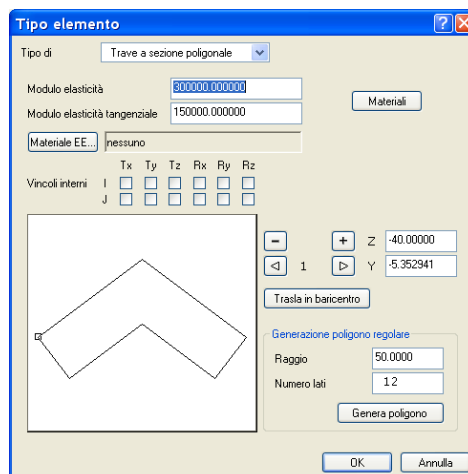 Tipo elemento
Tipo di Trave a sezione poligonale
Modulo elasticità 300000.000000
Materiali
Modulo elasticità tangenziale 150000.000000
Materiale EE... nessuno
Tx Ty Tz Rx Ry Rz
Vincoli interni I
J
- + Z -40.00000
1 Y -5.352941
Trasla in baricentro
Generazione poligono regolare
Raggio 50.0000
Numero lati 12
Genera poligono
OK Annulla